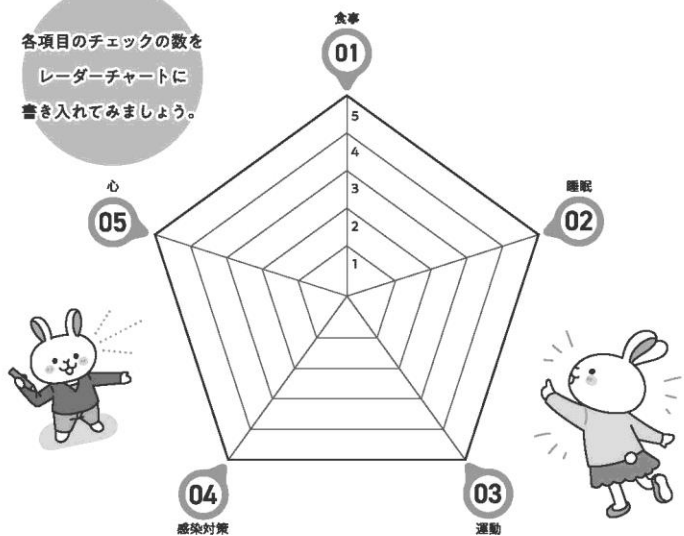 各項目のチェックの数を
レーダーチャートに
書き入れてみましょう。
食事
01
5
4
3
2
1
心
05
睡眠
02
04
感染対策
03
運動